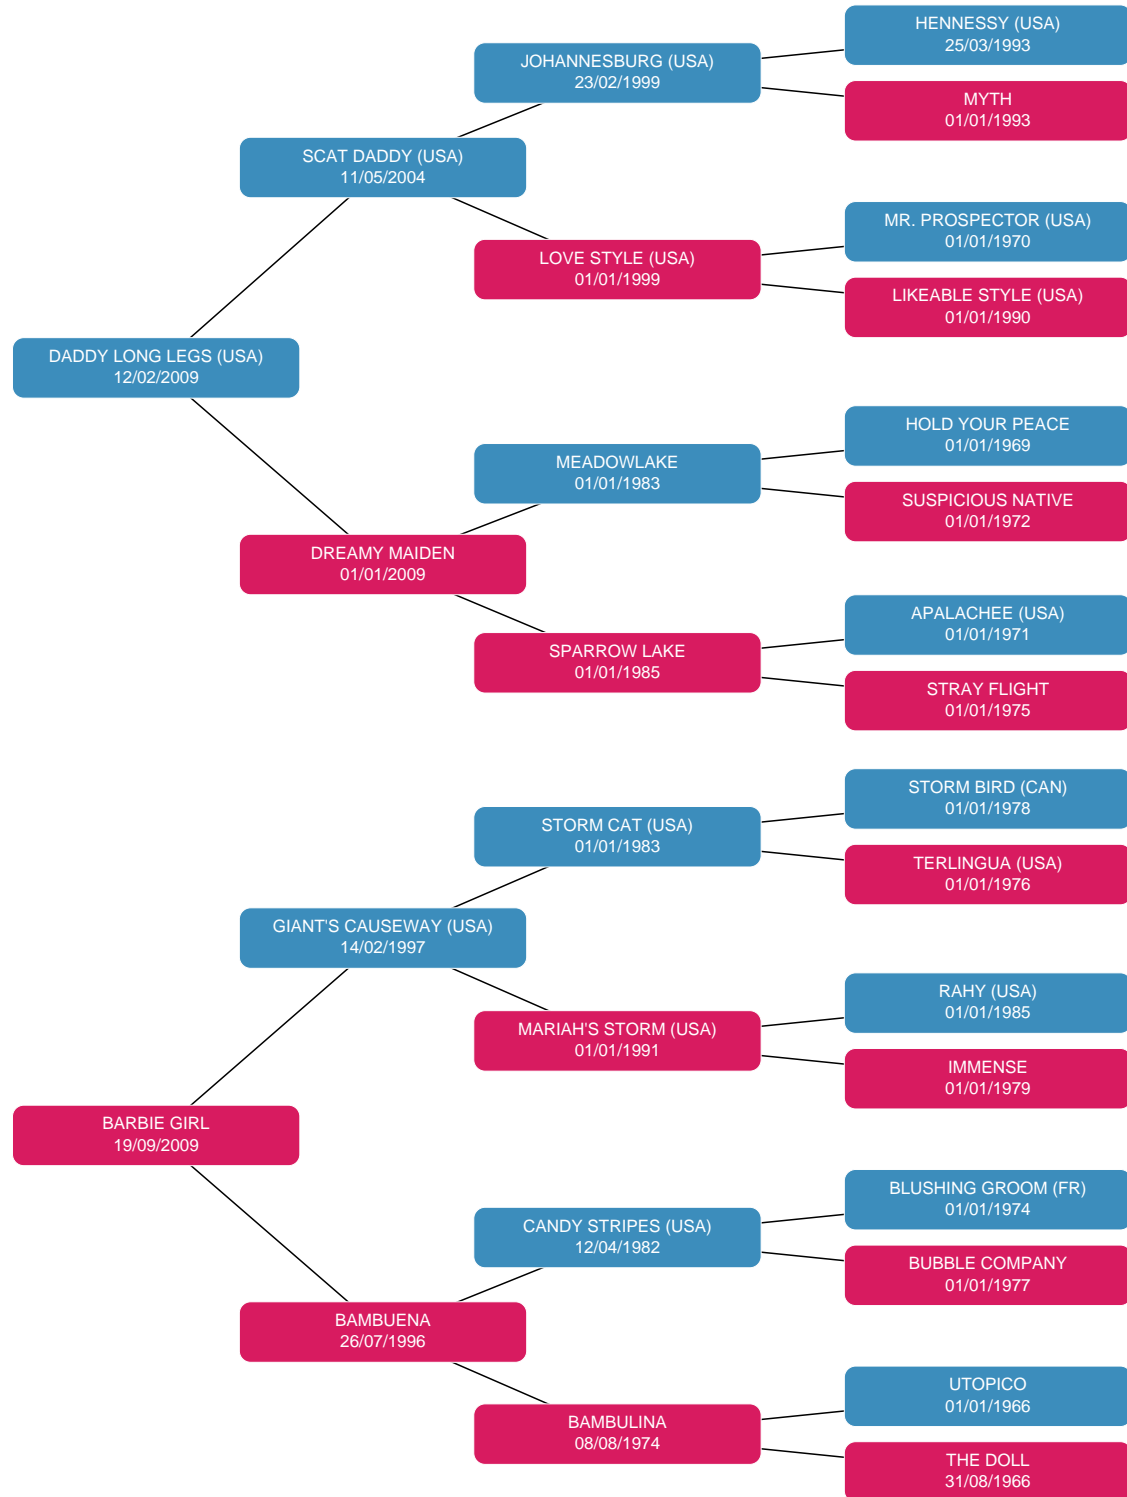 HENNESSY (USA)
25/03/1993
JOHANNESBURG (USA)
23/02/1999
MYTH
01/01/1993
SCAT DADDY (USA)
11/05/2004
MR. PROSPECTOR (USA)
01/01/1970
LOVE STYLE (USA)
01/01/1999
LIKEABLE STYLE (USA)
01/01/1990
DADDY LONG LEGS (USA)
12/02/2009
HOLD YOUR PEACE
01/01/1969
MEADOWLAKE
01/01/1983
SUSPICIOUS NATIVE
01/01/1972
DREAMY MAIDEN
01/01/2009
APALACHEE (USA)
01/01/1971
SPARROW LAKE
01/01/1985
STRAY FLIGHT
01/01/1975
STORM BIRD (CAN)
01/01/1978
STORM CAT (USA)
01/01/1983
TERLINGUA (USA)
01/01/1976
GIANT'S CAUSEWAY (USA)
14/02/1997
RAHY (USA)
01/01/1985
MARIAH'S STORM (USA)
01/01/1991
IMMENSE
01/01/1979
BARBIE GIRL
19/09/2009
BLUSHING GROOM (FR)
01/01/1974
CANDY STRIPES (USA)
12/04/1982
BUBBLE COMPANY
01/01/1977
BAMBUENA
26/07/1996
UTOPICO
01/01/1966
BAMBULINA
08/08/1974
THE DOLL
31/08/1966